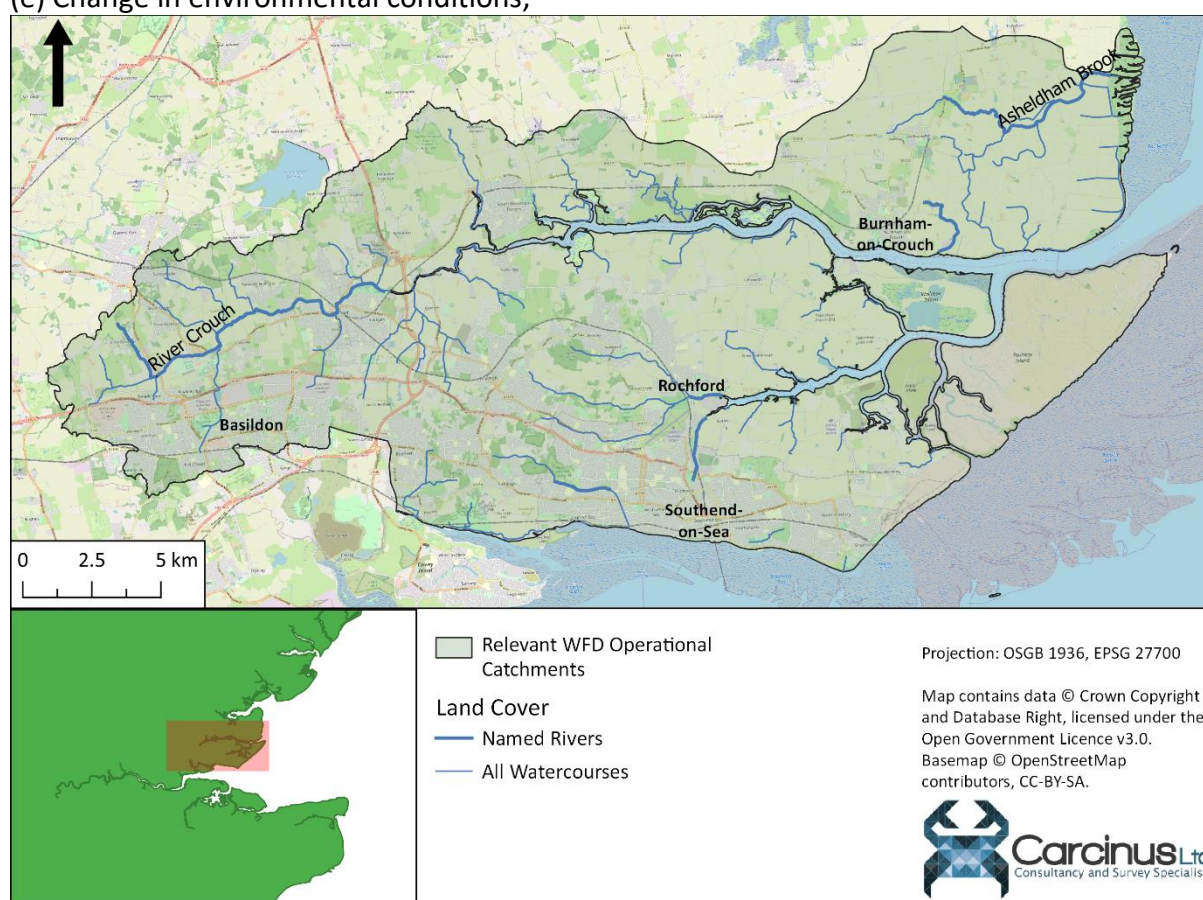 (e) Change in environmental conditions;
Asheldham Brook
Burnham-
on-Crouch
River Crouch
Rochford
Basildon
Southend-
on-Sea
0 2.5 5 km
Relevant WFD Operational
Catchments
Land Cover
Named Rivers
All Watercourses
Projection: OSGB 1936, EPSG 27700
Map contains data © Crown Copyright
and Database Right, licensed under the
Open Government Licence v3.0.
Basemap © OpenStreetMap
contributors, CC-BY-SA.
Carcinus Ltd
Consultancy and Survey Specialis